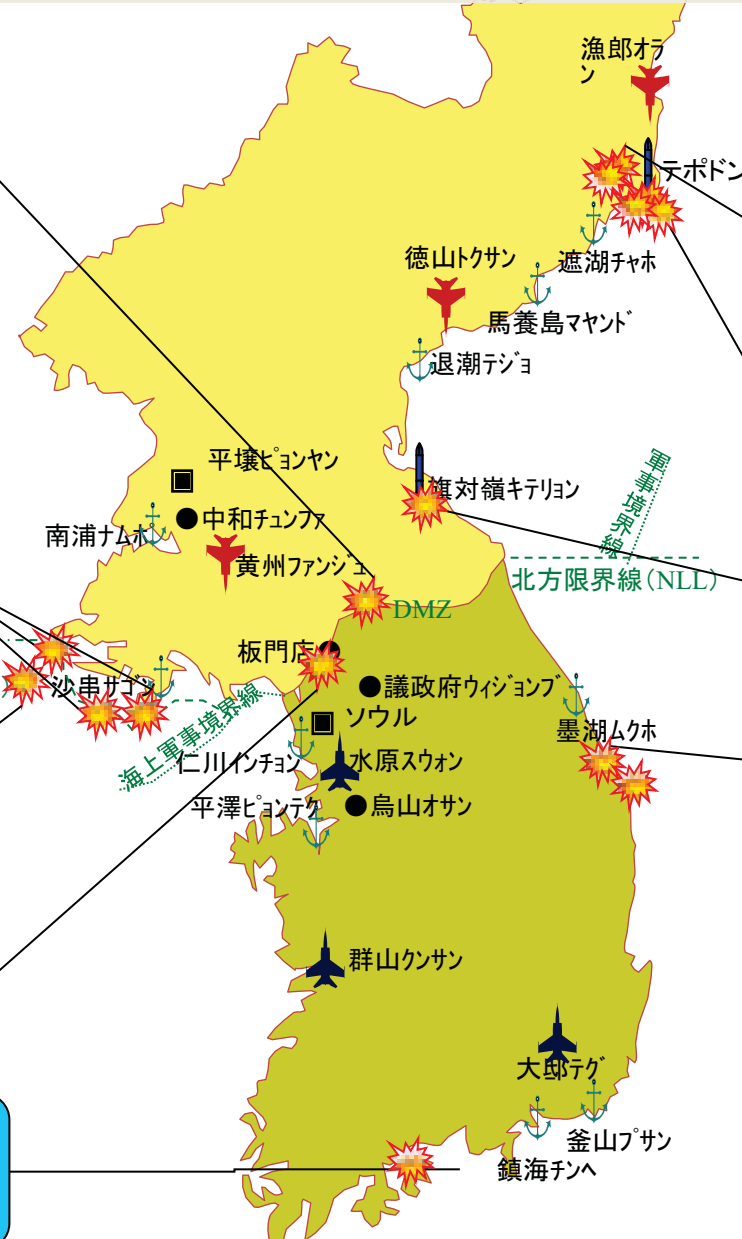 漁郎オラ
ン
テポドン
遮湖チャホ
徳山トクサン
馬養島マヤンド
退潮テジョ
平壌ピョンヤン
旗対嶺キテリョン
軍事境界線
中和チュンファ
南浦ナムポ
黄州ファンジュ
北方限界線(NLL)
DMZ
板門店
沙串サゴン
議政府ウィジョンブ
海上軍事境界線
ソウル
墨湖ムクホ
仁川インチョン
水原スウォン
平澤ピョンテク
烏山オサン
群山クンサン
大邸テグ
釜山プサン
鎮海チンヘ